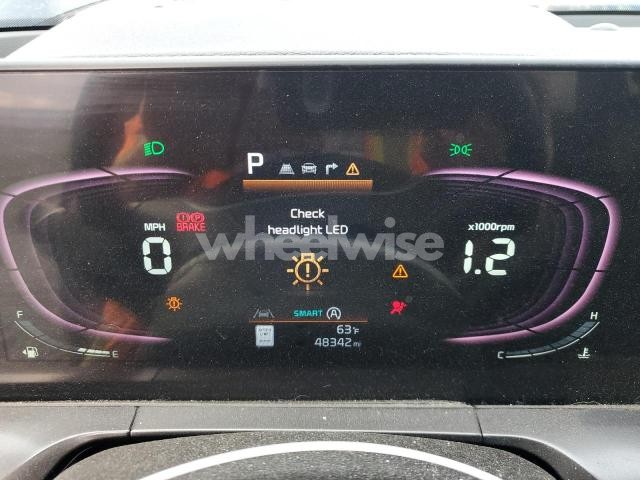 P
Check
headlight LED
MPH
BRAKE
0
x1000rpm
1.2
wheelwise
SMART A
F
E
63°F
48342 mi
H
C